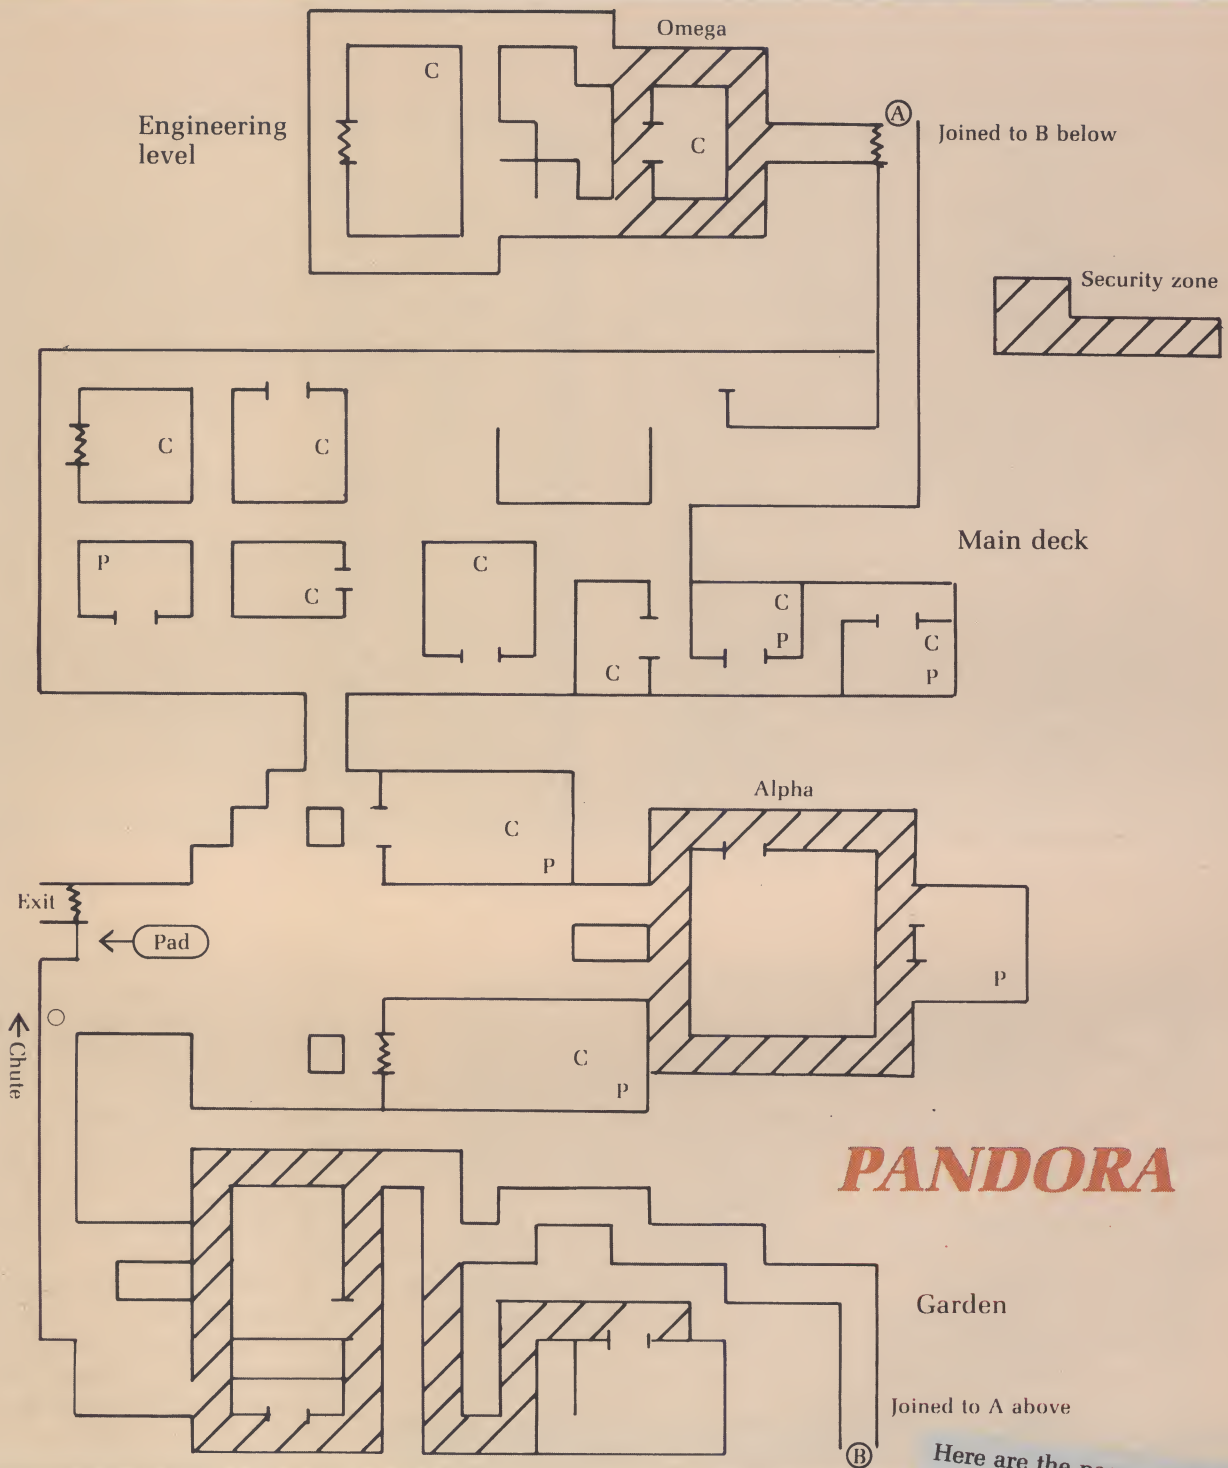 Omega
C
Engineering
level
C
A
Joined to B below
Security zone
C
C
P
C
C
C
P
C
C
P
Main deck
Alpha
C
P
Exit
Pad
P
Chute
C
P
PANDORA
Garden
Joined to A above
B
Here are the